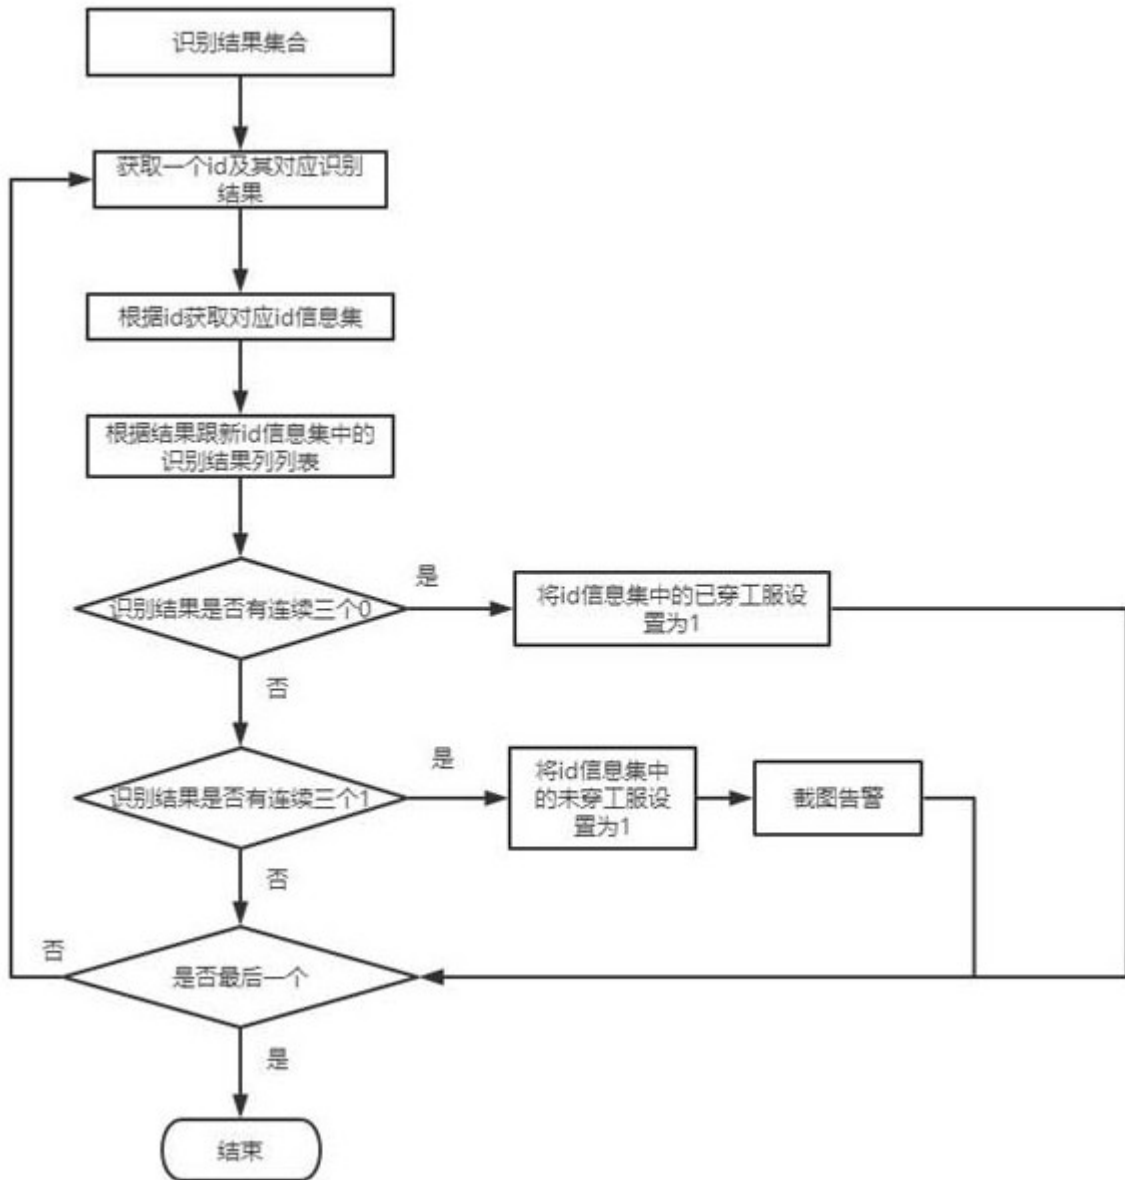 识别结果集合
获取一个id及其对应识别
结果
根据id获取对应id信息集
根据结果跟新id信息集中的
识别结果列列表
识别结果是否有连续三个0
是
将id信息集中的已穿工服设
置为1
否
识别结果是否有连续三个1
是
将id信息集中
的未穿工服设
置为1
截图告警
否
否
是否最后一个
是
结束